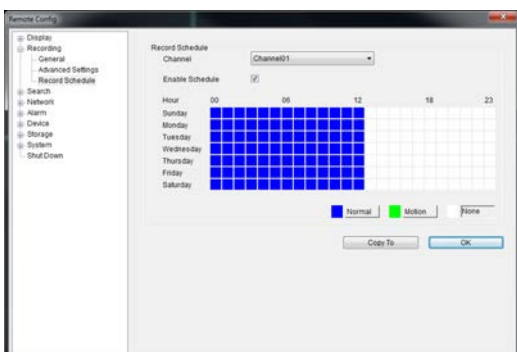 Remote Config
Display
Recording
General
Advanced Settings
Record Schedule
Search
Network
Alarm
Device
Storage
System
Shut Down
Record Schedule
Channel Channel01
Enable Schedule
Hour 00 06 12 18 23
Sunday
Monday
Tuesday
Wednesday
Thursday
Friday
Saturday
Normal Motion None
Copy To OK